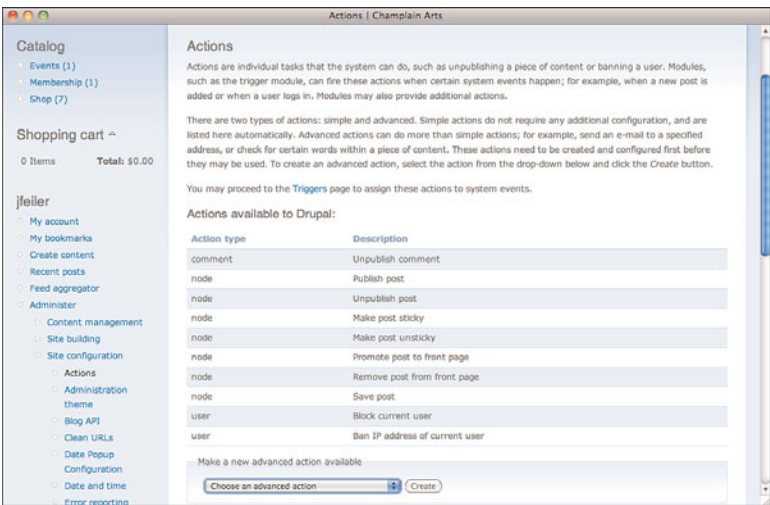 Actions | Champlain Arts
Catalog
Events (1)
Membership (1)
Shop (7)
Shopping cart
0 Items Total: $0.00
jfeiler
My account
My bookmarks
Create content
Recent posts
Feed aggregator
Administer
Content management
Site building
Site configuration
Actions
Administration
theme
Blog API
Clean URLs
Date Popup
Configuration
Date and time
Error reporting
Actions
Actions are individual tasks that the system can do, such as unpublishing a piece of content or banning a user. Modules,
such as the trigger module, can fire these actions when certain system events happen; for example, when a new post is
added or when a user logs in. Modules may also provide additional actions.
There are two types of actions: simple and advanced. Simple actions do not require any additional configuration, and are
listed here automatically. Advanced actions can do more than simple actions; for example, send an e-mail to a specified
address, or check for certain words within a piece of content. These actions need to be created and configured first before
they may be used. To create an advanced action, select the action from the drop-down below and click the Create button.
You may proceed to the Triggers page to assign these actions to system events.
Actions available to Drupal:
Action type Description
comment Unpublish comment
node Publish post
node Unpublish post
node Make post sticky
node Make post unsticky
node Promote post to front page
node Remove post from front page
node Save post
user Block current user
user Ban IP address of current user
Make a new advanced action available
Choose an advanced action Create